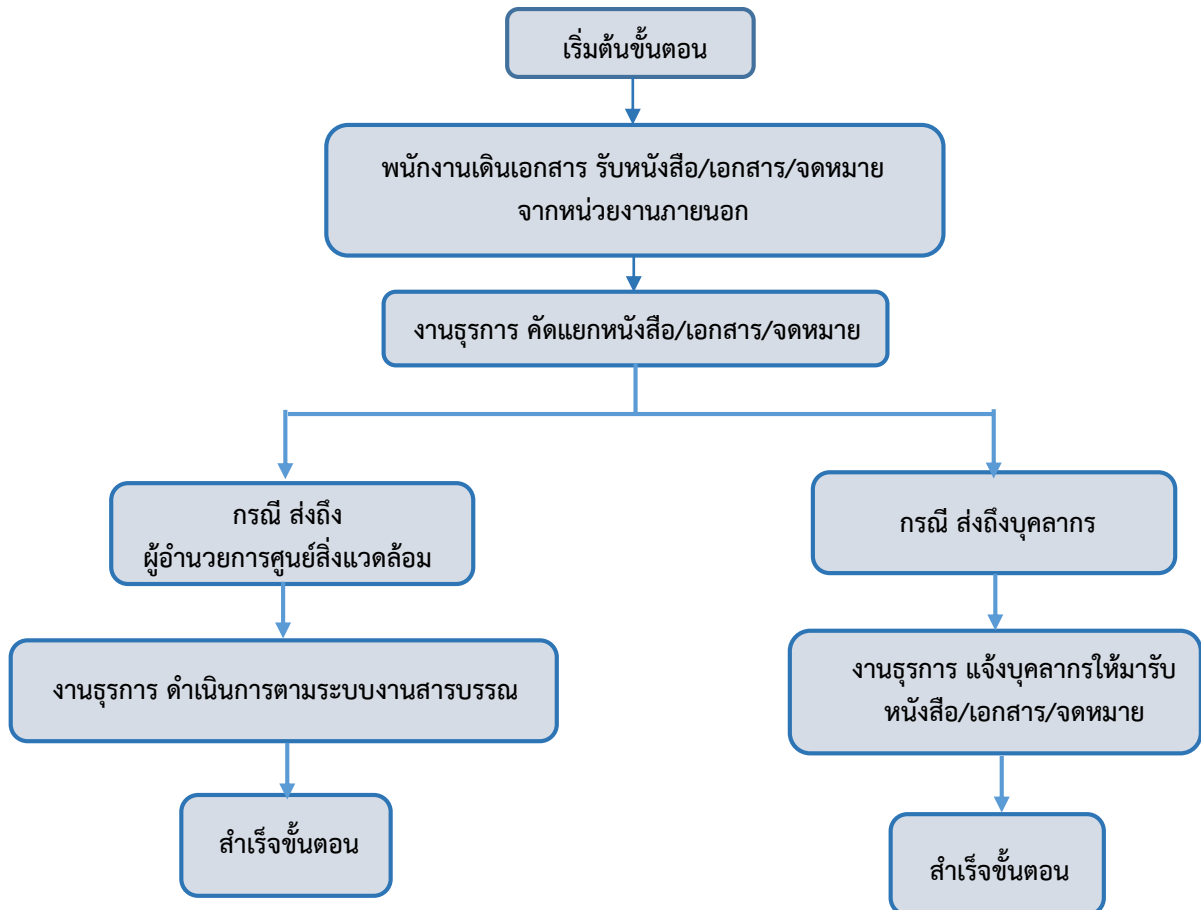 เริ่มต้นขั้นตอน
พนักงานเดินเอกสาร รับหนังสือ/เอกสาร/จดหมาย
จากหน่วยงานภายนอก
งานธุรการ คัดแยกหนังสือ/เอกสาร/จดหมาย
กรณี ส่งถึง
ผู้อำนวยการศูนย์สิ่งแวดล้อม
งานธุรการ ดำเนินการตามระบบงานสารบรรณ
สำเร็จขั้นตอน
กรณี ส่งถึงบุคลากร
งานธุรการ แจ้งบุคลากรให้มารับ
หนังสือ/เอกสาร/จดหมาย
สำเร็จขั้นตอน